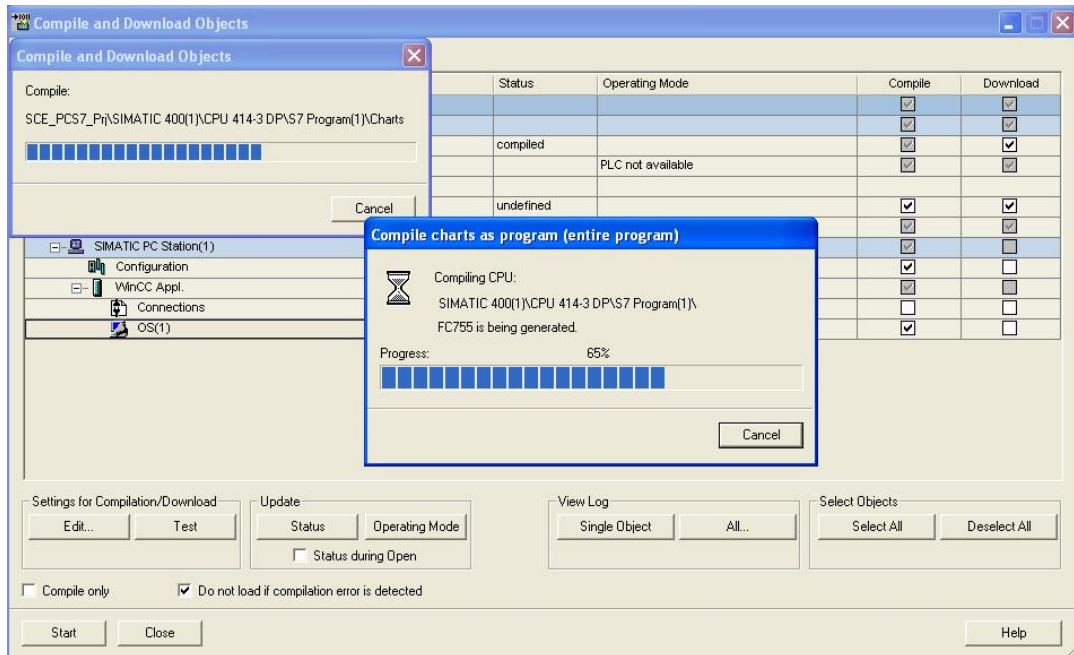 Compile and Download Objects
Compile and Download Objects
Compile:
SCE_PCS7_Prj\SIMATIC 400(1)\CPU 414-3 DP\S7 Program(1)\Charts
Cancel
Status Operating Mode Compile Download
compiled
PLC not available
undefined
SIMATIC PC Station(1)
Configuration
WinCC Appl.
Connections
OS(1)
Compile charts as program (entire program)
Compiling CPU:
SIMATIC 400(1)\CPU 414-3 DP\S7 Program(1)\
FC755 is being generated.
Progress: 65%
Cancel
Settings for Compilation/Download Update View Log Select Objects
Edit... Test Status Operating Mode Single Object All... Select All Deselect All
Status during Open
Compile only Do not load if compilation error is detected
Start Close Help